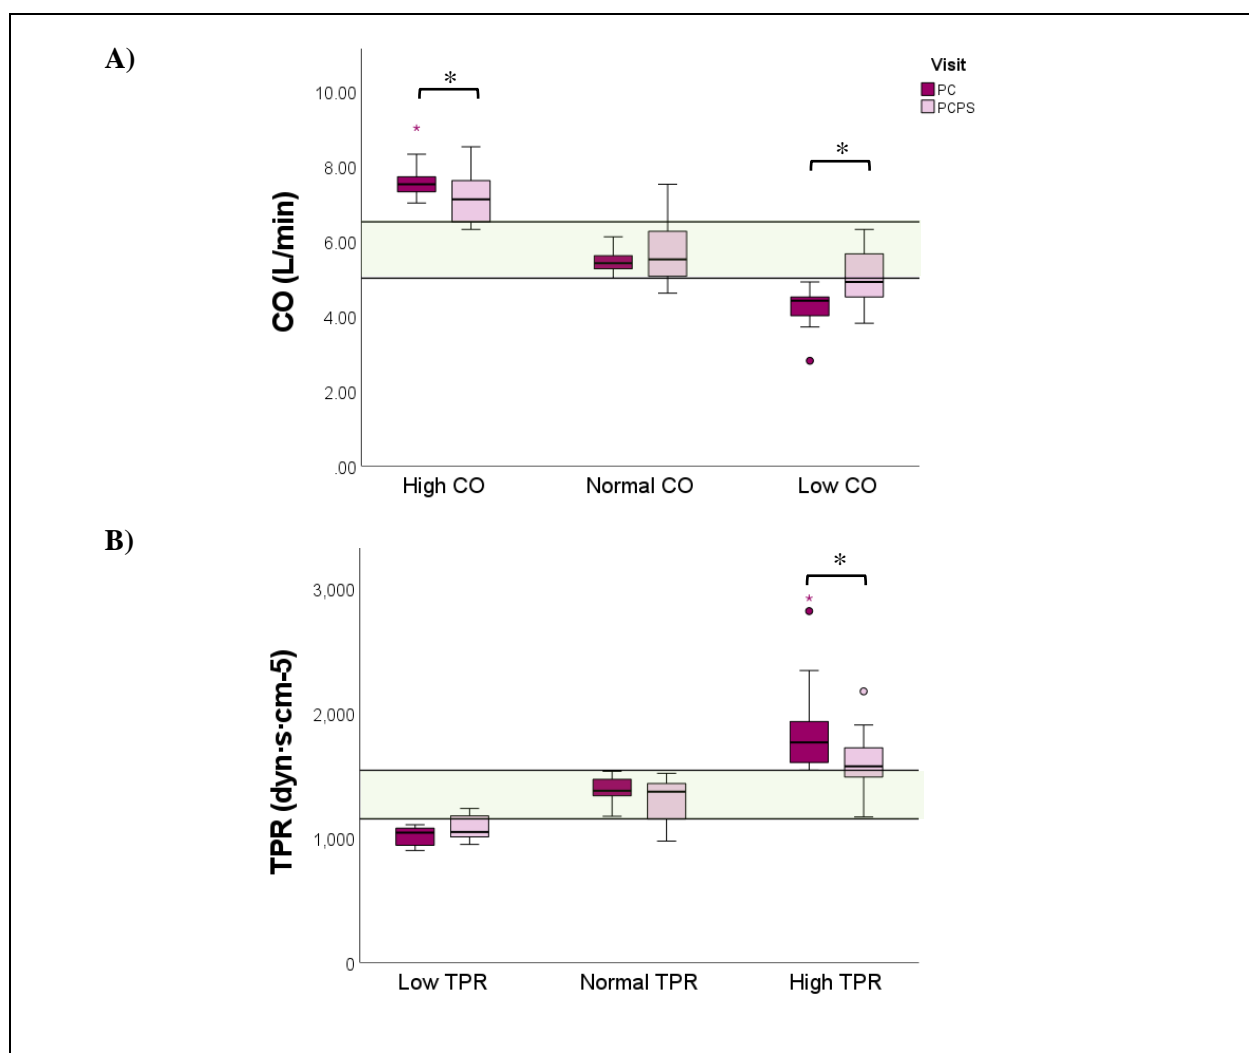 A)
Visit
PC
PCPS
*
*
*
10.00
8.00
6.00
4.00
2.00
.00
CO (L/min)
High CO Normal CO Low CO
B)
*
*
3,000
2,000
1,000
0
TPR (dyn·s·cm-5)
Low TPR Normal TPR High TPR